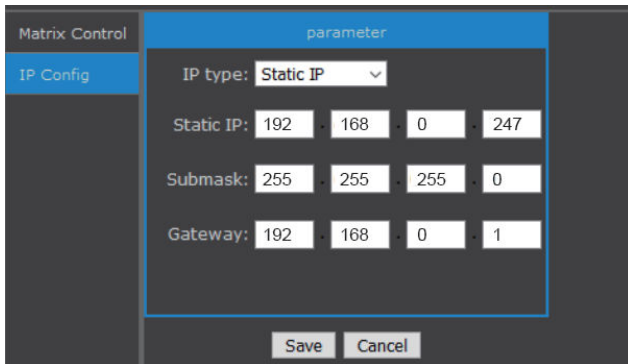 Matrix Control
IP Config
parameter
IP type: Static IP
Static IP: 192 . 168 . 0 . 247
Submask: 255 . 255 . 255 . 0
Gateway: 192 . 168 . 0 . 1
Save Cancel